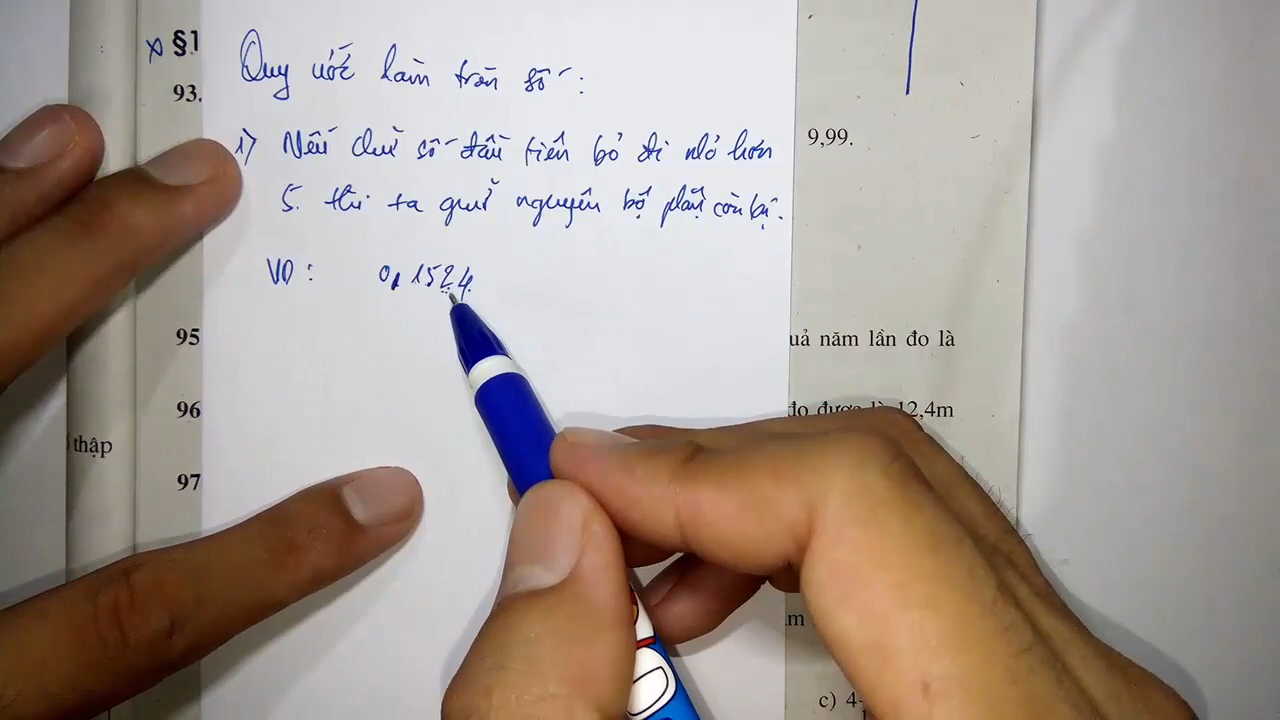 §1
Quy ước làm tròn số:
93.
9,99.
1) Nếu chữ số đầu tiên bỏ đi nhỏ hơn
5. thì ta giữ nguyên bộ phận còn lại.
VD: 0,1524
95
uả năm lần đo là
96
đo được là 12,4m
thập
97
m
c) 4